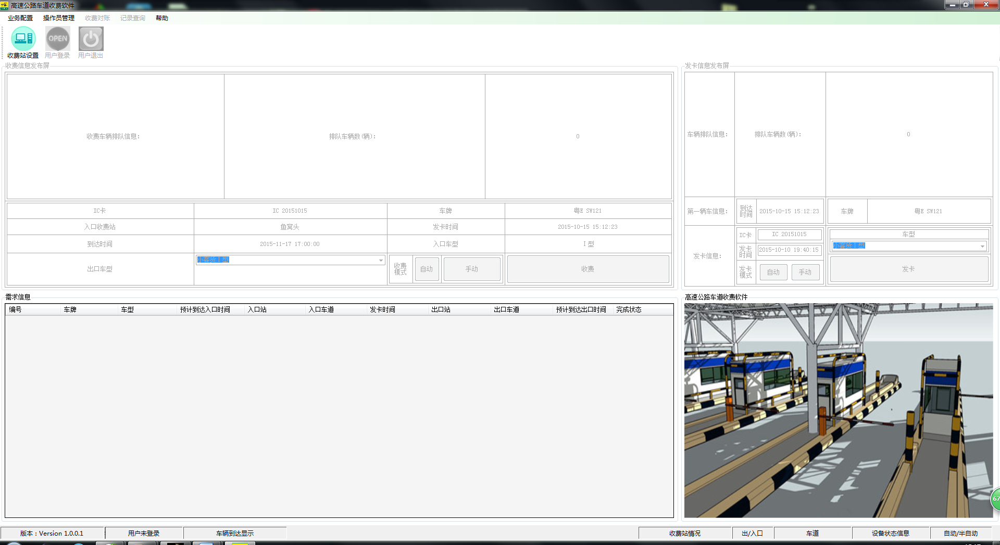 高速公路车道收费软件
业务配置 操作员管理 收费对账 记录查询 帮助
OPEN
收费站设置 用户登录 用户退出
收费信息发布屏
收费车辆排队信息: 排队车辆数(辆): 0
IC卡 IC 20151015 车牌 粤E SW121
入口收费站 鱼窝头 发卡时间 2015-10-15 15:12:23
到达时间 2015-11-17 17:00:00 入口车型 I 型
出口车型 小客货 I 型 收费模式 自动 手动 收费
发卡信息发布屏
车辆排队信息: 排队车辆数(辆): 0
第一辆车信息: 到达时间 2015-10-15 15:12:23 车牌 粤E SW121
发卡信息: IC卡 IC 20151015 车型
发卡时间 2015-10-10 19:40:15 小客货 I 型
发卡模式 自动 手动 发卡
需求信息
编号 车牌 车型 预计到达入口时间 入口站 入口车道 发卡时间 出口站 出口车道 预计到达出口时间 完成状态
高速公路车道收费软件
67
版本：Version 1.0.0.1 用户未登录 车辆到达显示 收费站情况 出/入口 车道 设备状态信息 自动/半自动